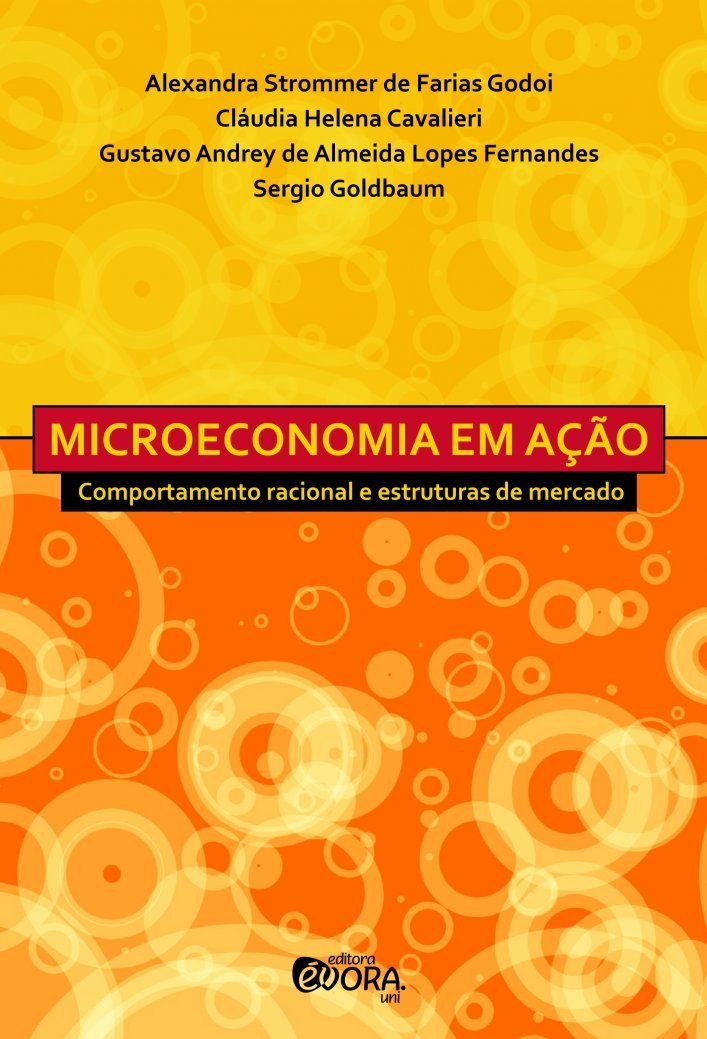 Alexandra Strommer de Farias Godoi
Cláudia Helena Cavalieri
Gustavo Andrey de Almeida Lopes Fernandes
Sergio Goldbaum
MICROECONOMIA EM AÇÃO
Comportamento racional e estruturas de mercado
editora
éVORA.
uni